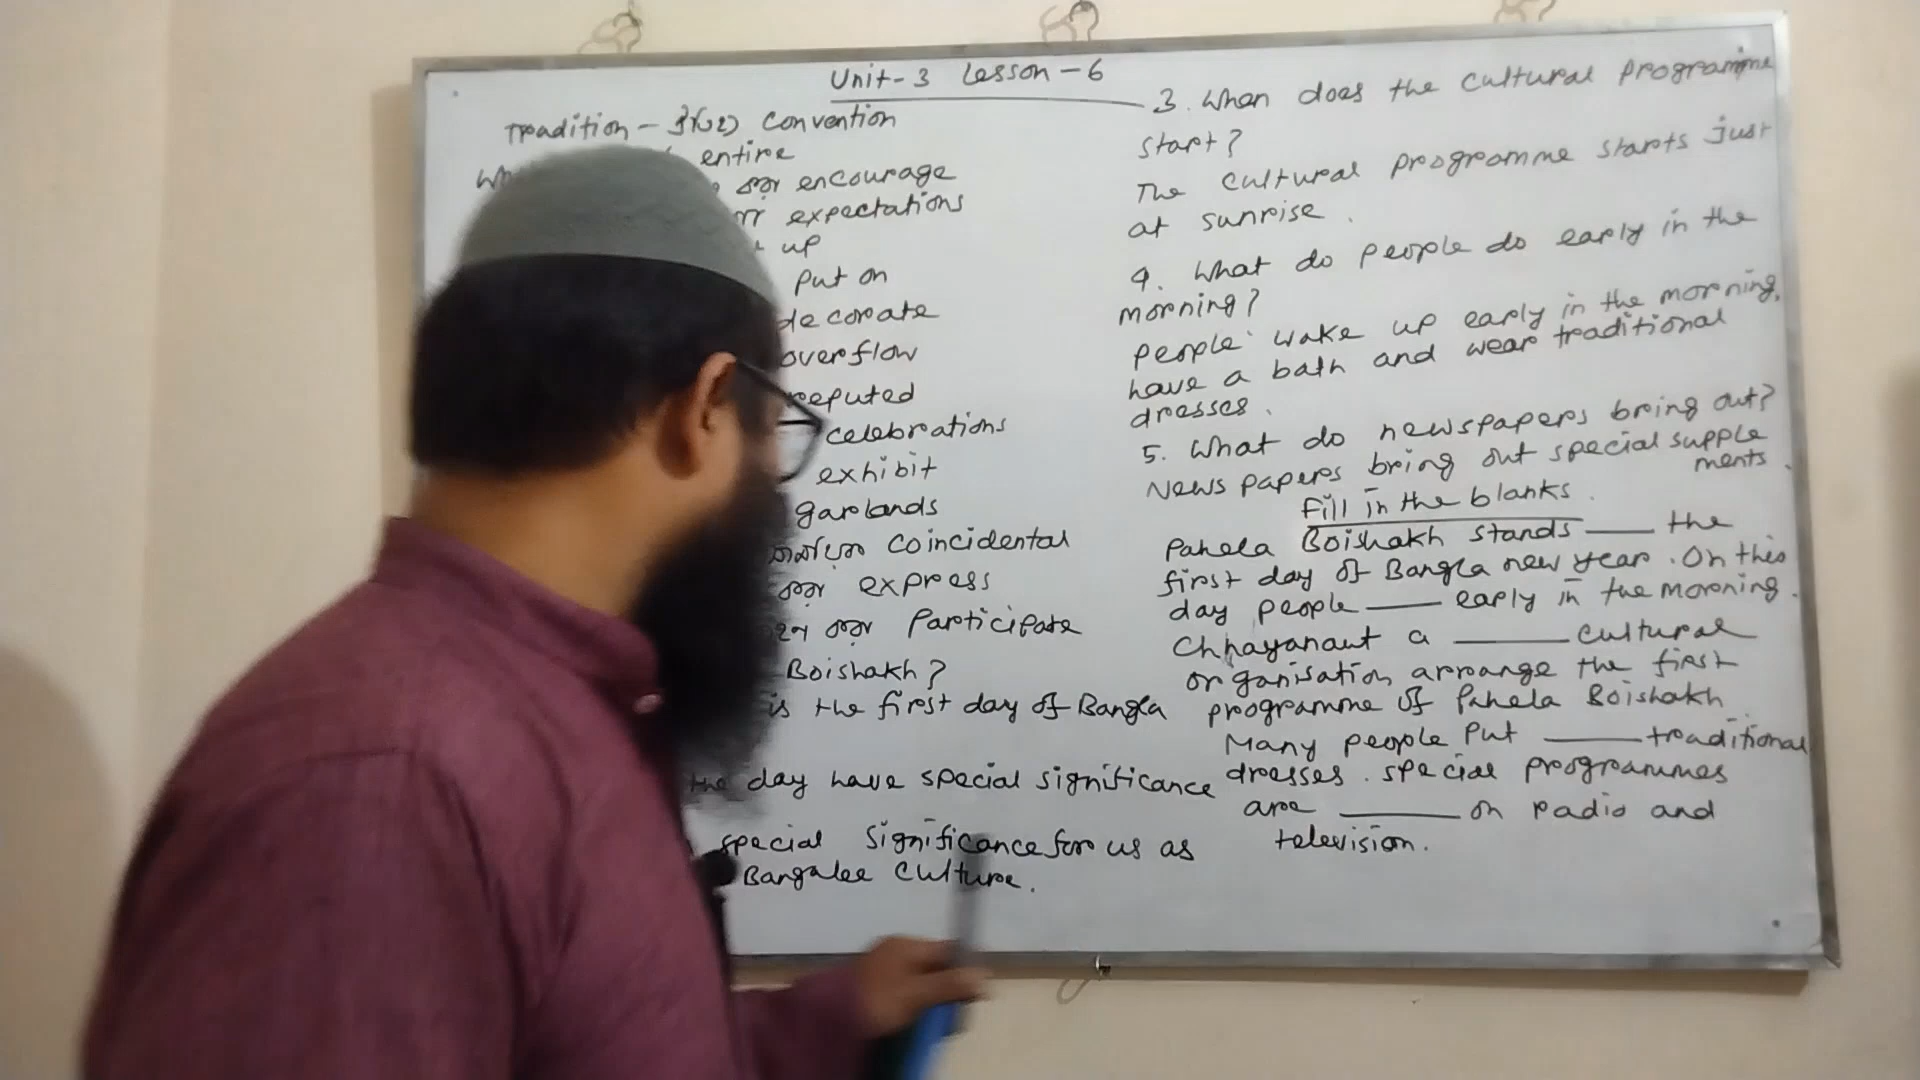 Unit-3 Lesson-6
Tradition - convention
entire
করা encourage
expectations
up
Put on
decorate
overflow
reputed
celebrations
exhibit
garlands
coincidental
করা express
করা Participate
Boishakh?
is the first day of Bangla
the day have special significance
special significance for us as
Bangalee culture.
3. When does the cultural programme
start?
The cultural programme starts just
at sunrise.
4. What do people do early in the
morning?
People wake up early in the morning,
have a bath and wear traditional
dresses.
5. What do newspapers bring out?
News papers bring out special supple
ments.
Fill in the blanks.
Pahela Boishakh stands ____ the
first day of Bangla new year. On this
day people ____ early in the morning.
Chhayanaut a ____ cultural
organisation arrange the first
programme of Pahela Boishakh
Many people Put ____ traditional
dresses. special programmes
are ____ on radio and
television.